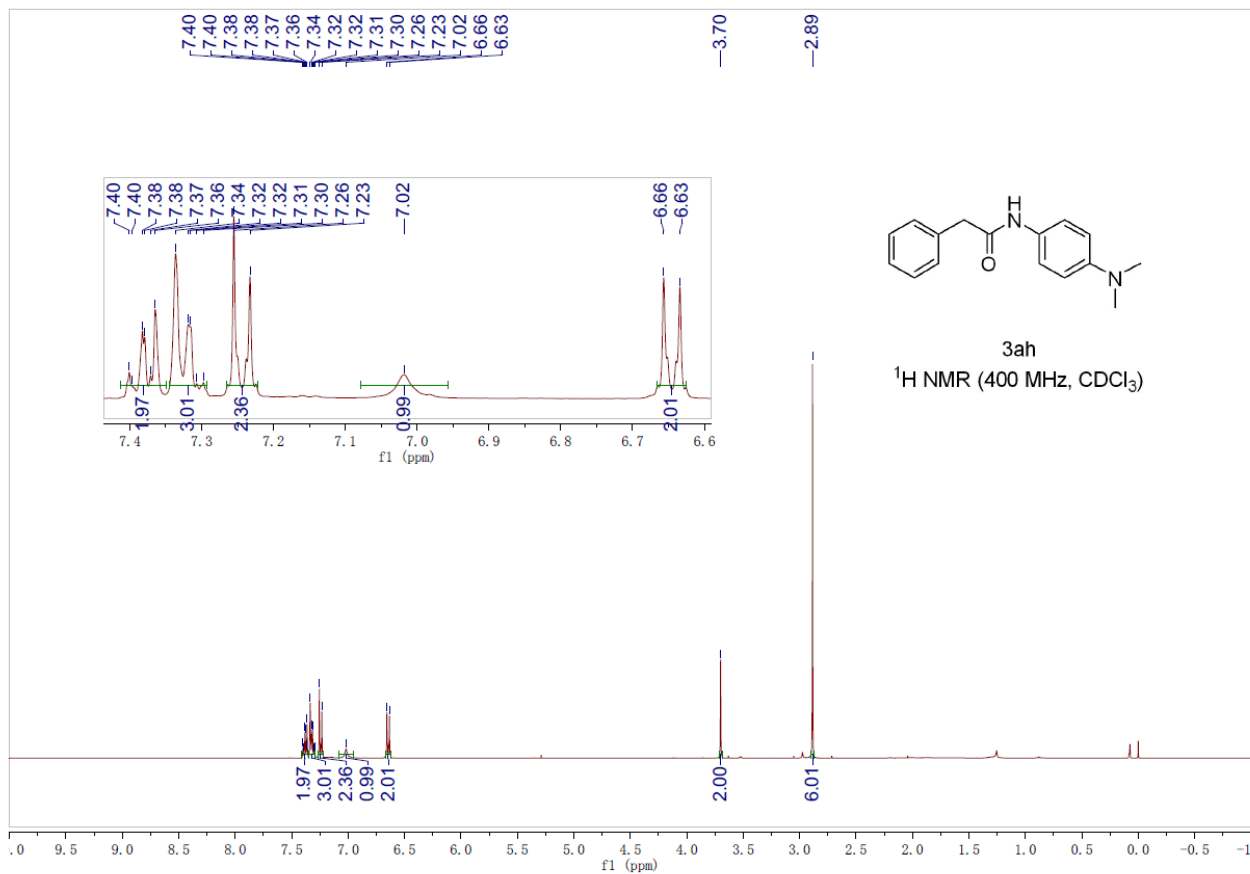 7.40 7.40 7.38 7.38 7.37 7.36 7.34 7.32 7.32 7.31 7.30 7.26 7.23 7.02 6.66 6.63 3.70 2.89
7.40 7.40 7.38 7.38 7.37 7.36 7.34 7.32 7.32 7.31 7.30 7.26 7.23 7.02 6.66 6.63
1.97 3.01 2.36 0.99 2.01
7.4 7.3 7.2 7.1 7.0 6.9 6.8 6.7 6.6
f1 (ppm)
H
N
O
N
3ah
¹H NMR (400 MHz, CDCl₃)
1.97 3.01 2.36 0.99 2.01 2.00 6.01
.0 9.5 9.0 8.5 8.0 7.5 7.0 6.5 6.0 5.5 5.0 4.5 4.0 3.5 3.0 2.5 2.0 1.5 1.0 0.5 0.0 -0.5 -1
f1 (ppm)